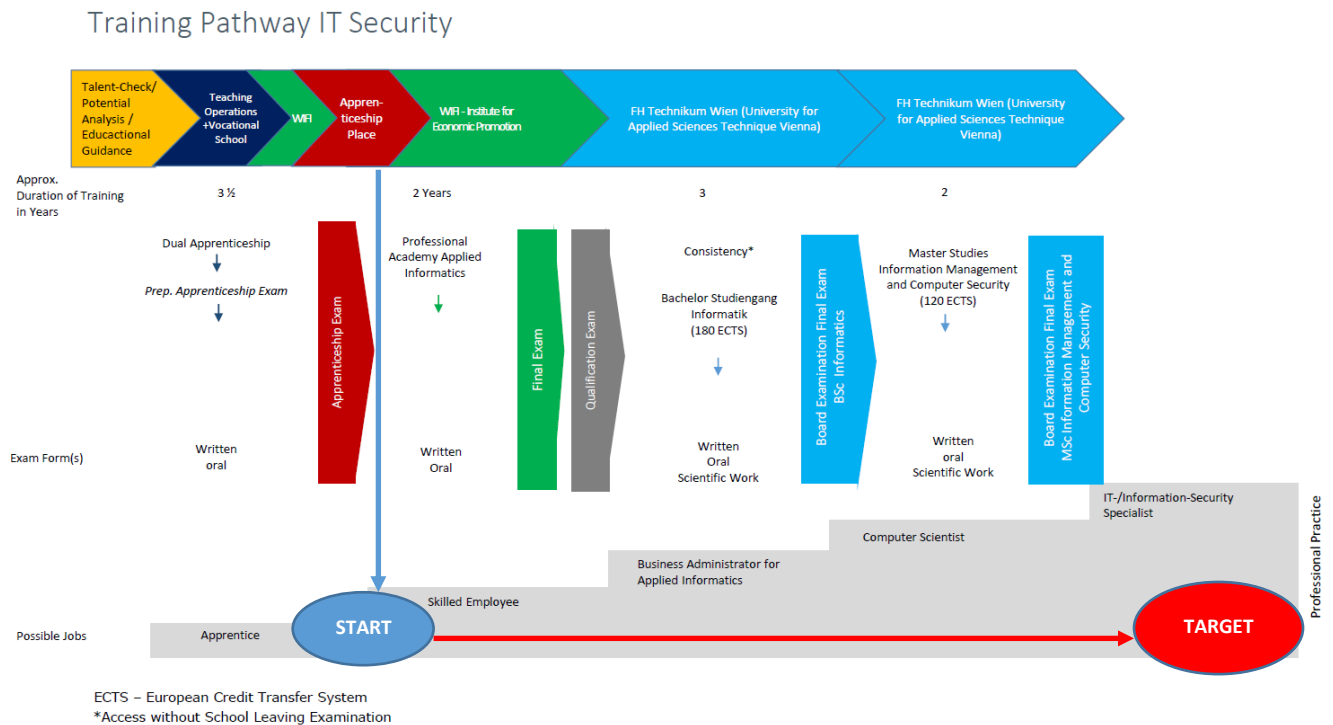 Training Pathway IT Security
Talent-Check/
Potential
Analysis /
Educactional
Guidance
Teaching
Operations
+Vocational
School
WIFI
Appren-
ticeship
Place
WIFI - Institute for
Economic Promotion
FH Technikum Wien (University for
Applied Sciences Technique Vienna)
FH Technikum Wien (University
for Applied Sciences Technique
Vienna)
Approx.
Duration of Training
in Years
3 ½
2 Years
3
2
Dual Apprenticeship
Prep. Apprenticeship Exam
Apprenticeship Exam
Professional
Academy Applied
Informatics
Final Exam
Qualification Exam
Consistency*
Bachelor Studiengang
Informatik
(180 ECTS)
Board Examination Final Exam
BSc Informatics
Master Studies
Information Management
and Computer Security
(120 ECTS)
Board Examination Final Exam
MSc Information Management and
Computer Security
Exam Form(s)
Written
oral
Written
Oral
Written
Oral
Scientific Work
Written
oral
Scientific Work
IT-/Information-Security
Specialist
Computer Scientist
Business Administrator for
Applied Informatics
Skilled Employee
Professional Practice
Possible Jobs
Apprentice
START
TARGET
ECTS – European Credit Transfer System
*Access without School Leaving Examination